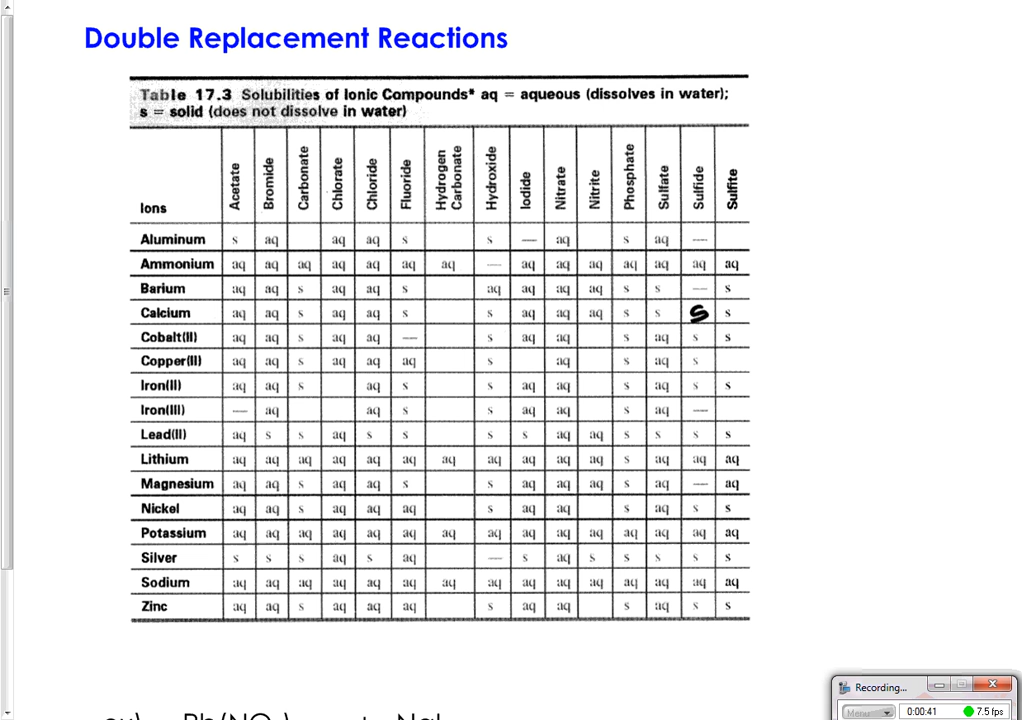 Double Replacement Reactions
Table 17.3 Solubilities of Ionic Compounds* aq = aqueous (dissolves in water);
s = solid (does not dissolve in water)
Ions Acetate Bromide Carbonate Chlorate Chloride Fluoride Hydrogen Carbonate Hydroxide Iodide Nitrate Nitrite Phosphate Sulfate Sulfide Sulfite
Aluminum s aq aq aq s s — aq s aq —
Ammonium aq aq aq aq aq aq aq — aq aq aq aq aq aq aq
Barium aq aq s aq aq s aq aq aq aq s s — s
Calcium aq aq s aq aq s s aq aq aq s s S s
Cobalt(II) aq aq s aq aq — s aq aq s aq s s
Copper(II) aq aq s aq aq aq s aq s aq s
Iron(II) aq aq s aq s s aq aq s aq s s
Iron(III) — aq aq s s aq aq s aq —
Lead(II) aq s s aq s s s s aq aq s s s s
Lithium aq aq aq aq aq aq aq aq aq aq aq s aq aq aq
Magnesium aq aq s aq aq s s aq aq aq s aq — aq
Nickel aq aq s aq aq aq s aq aq s aq s s
Potassium aq aq aq aq aq aq aq aq aq aq aq aq aq aq aq
Silver s s s aq s aq — s aq s s s s s
Sodium aq aq aq aq aq aq aq aq aq aq aq aq aq aq aq
Zinc aq aq s aq aq aq s aq aq s aq s s
Recording...
Menu 0:00:41 7.5 fps